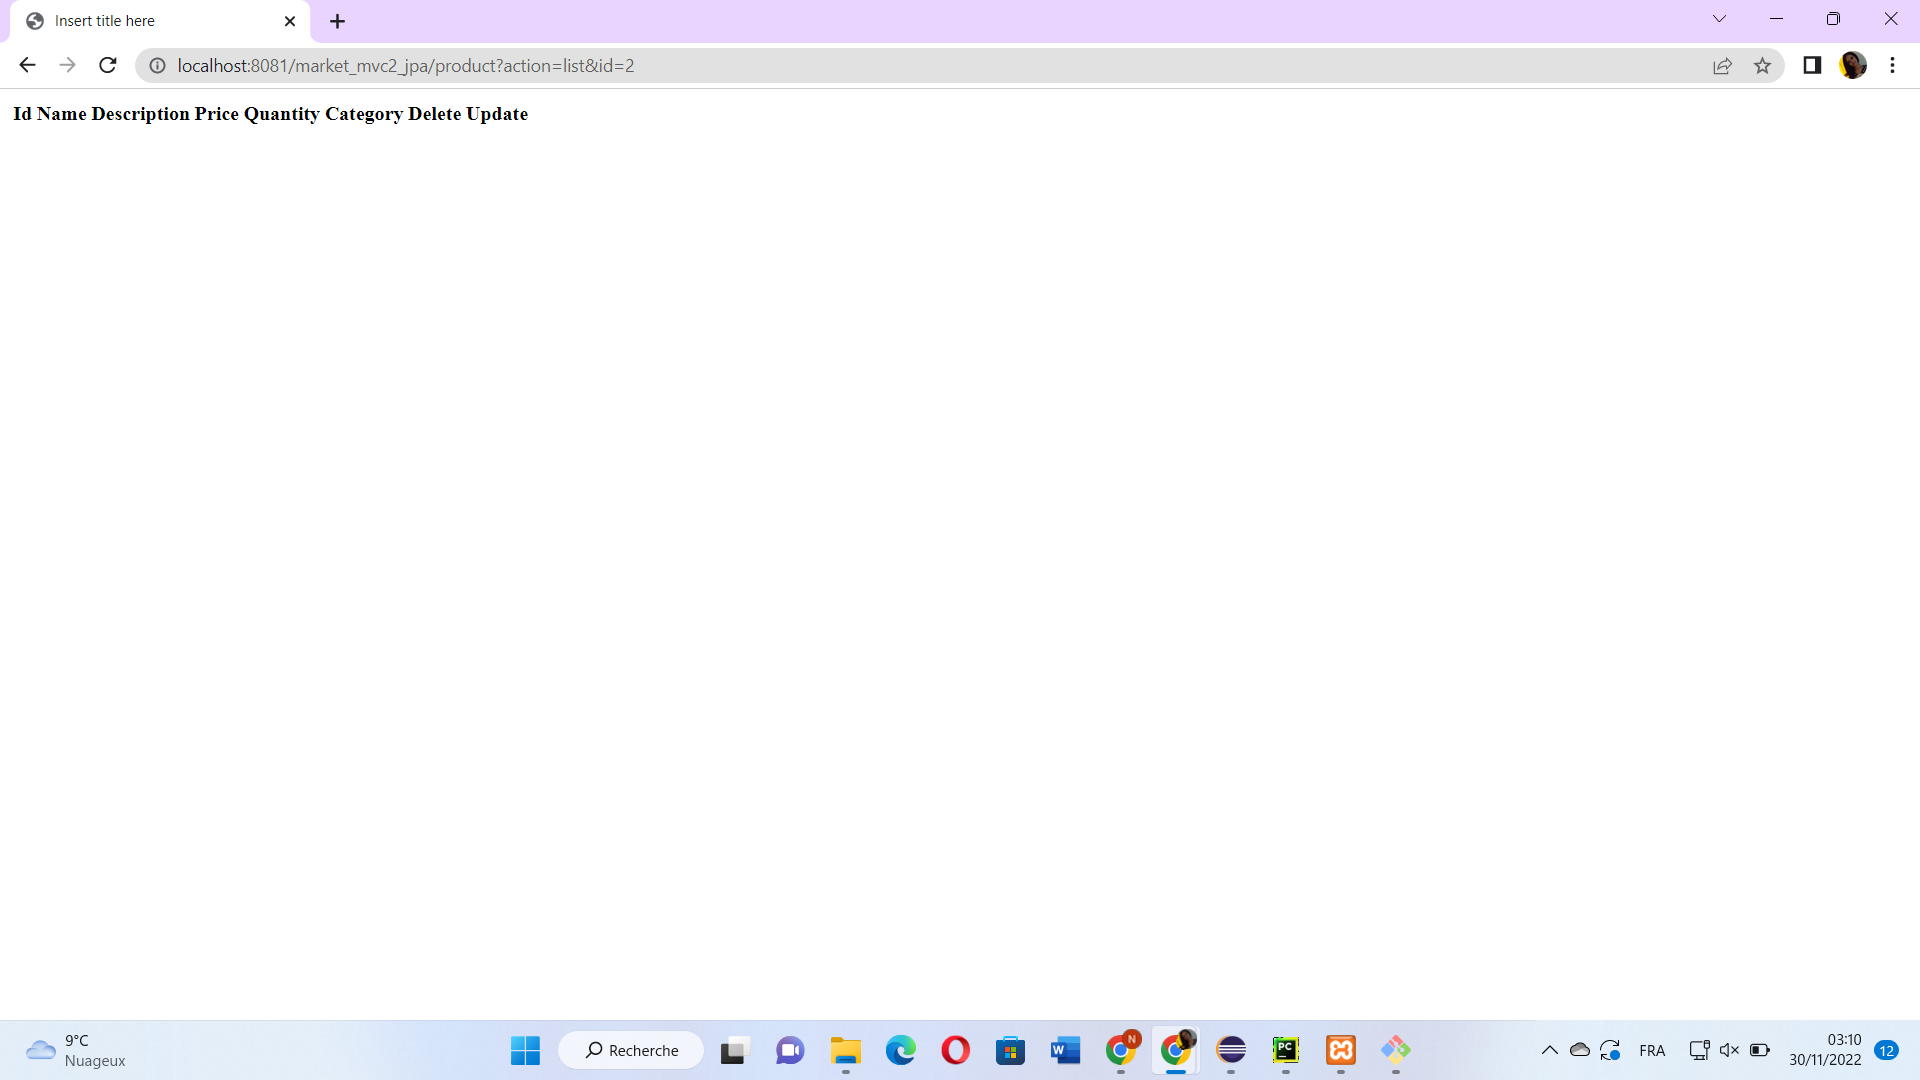 Insert title here
localhost:8081/market_mvc2_jpa/product?action=list&id=2
Id Name Description Price Quantity Category Delete Update
9°C
Nuageux
Recherche
W
N
PC
FRA
03:10
30/11/2022
12